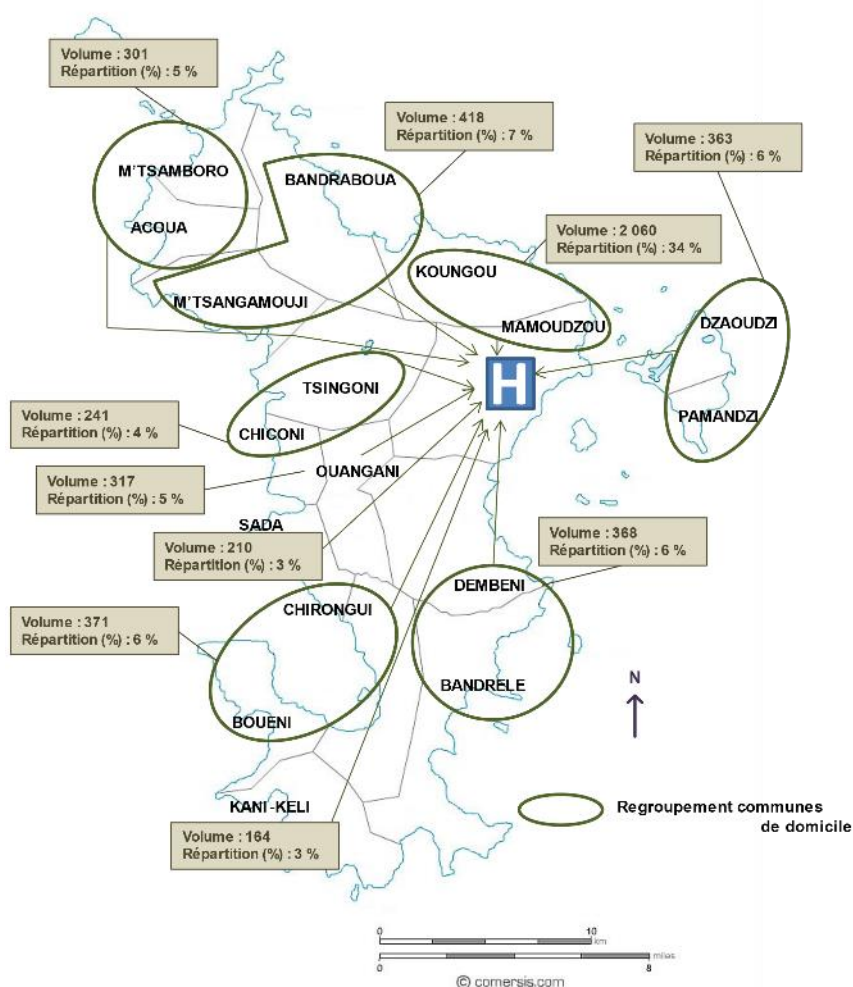 Volume : 301
Répartition (%) : 5 %
Volume : 418
Répartition (%) : 7 %
Volume : 363
Répartition (%) : 6 %
M'TSAMBORO
BANDRABOUA
ACOUA
Volume : 2 060
Répartition (%) : 34 %
KOUNGOU
M'TSANGAMOUJI
MAMOUDZOU
DZAOUDZI
H
TSINGONI
PAMANDZI
Volume : 241
Répartition (%) : 4 %
CHICONI
OUANGANI
Volume : 317
Répartition (%) : 5 %
SADA
Volume : 210
Répartition (%) : 3 %
Volume : 368
Répartition (%) : 6 %
DEMBENI
CHIRONGUI
Volume : 371
Répartition (%) : 6 %
BANDRELE
N
BOUENI
KANI-KELI
Regroupement communes
de domicile
Volume : 164
Répartition (%) : 3 %
0 10
km
miles
0 8
© comersis.com